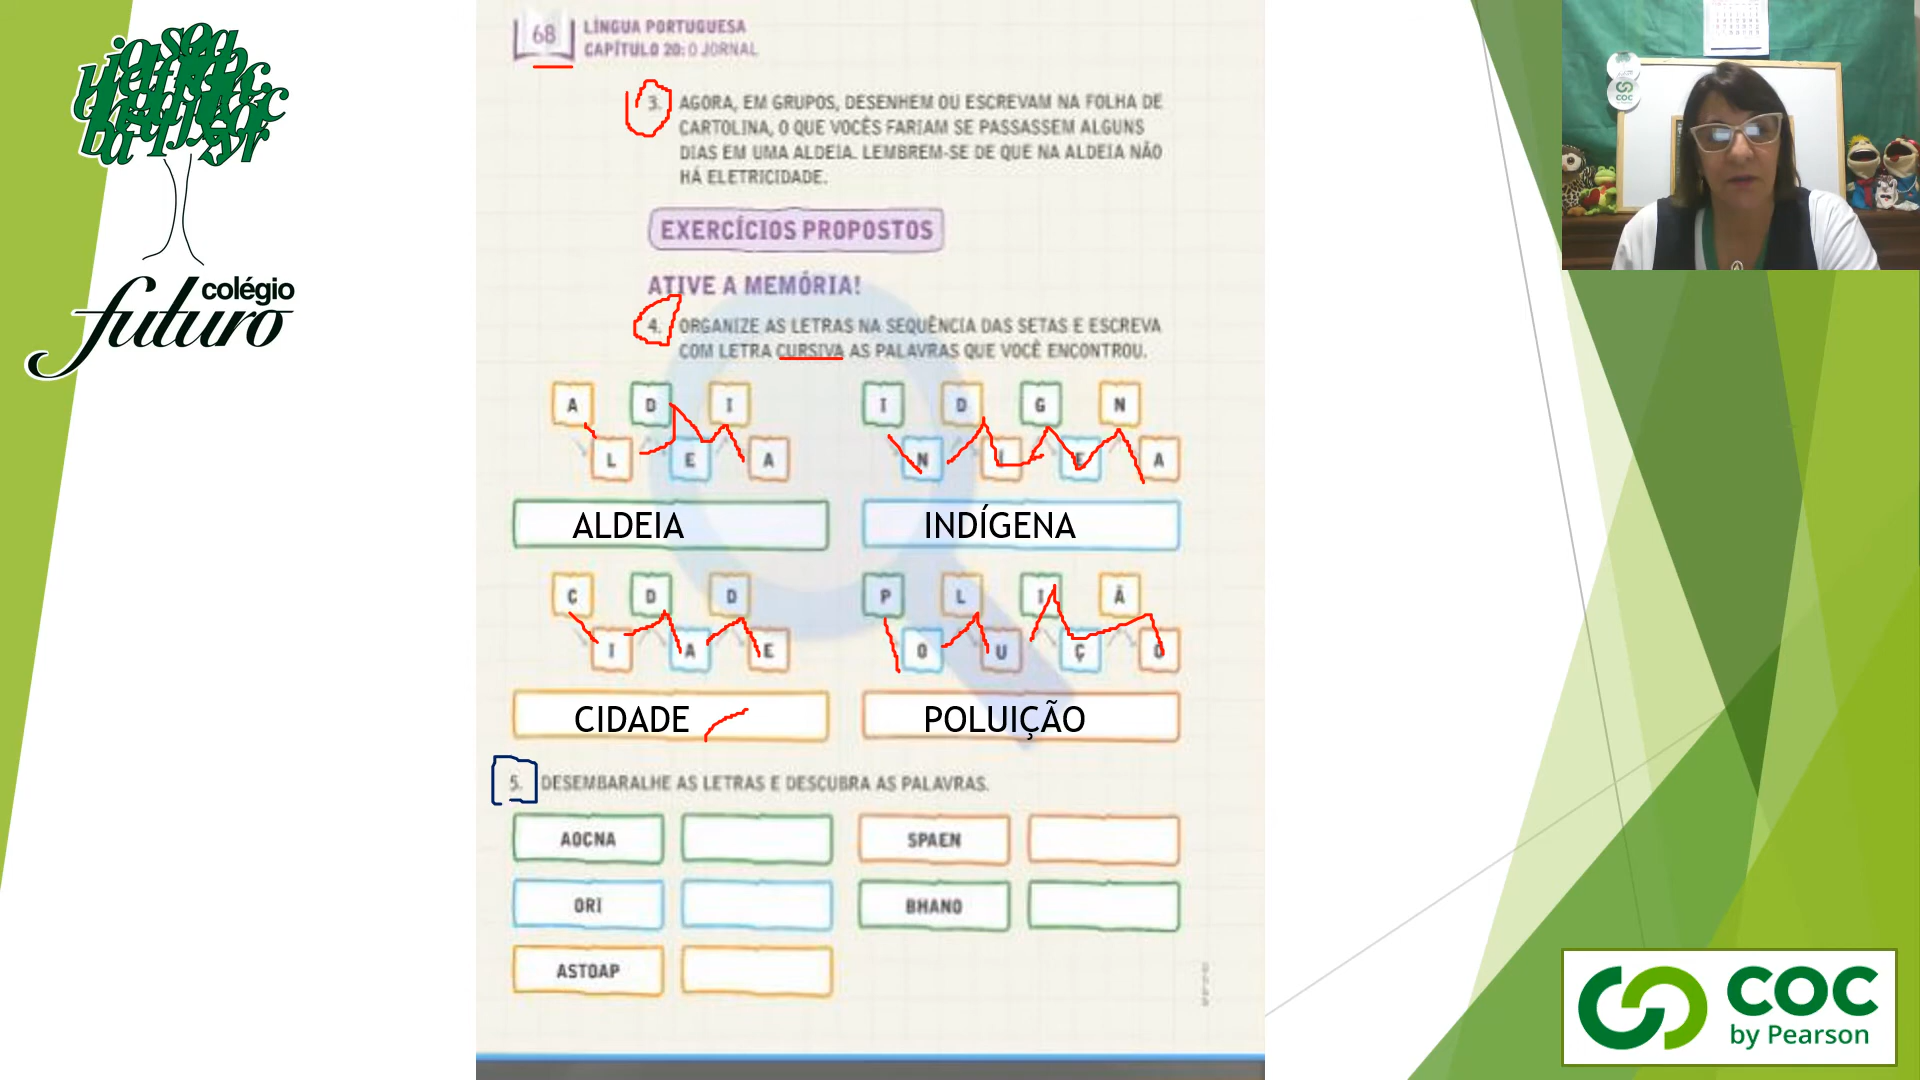 colégio
futuro
68 LÍNGUA PORTUGUESA
CAPÍTULO 20: O JORNAL
3. AGORA, EM GRUPOS, DESENHEM OU ESCREVAM NA FOLHA DE
CARTOLINA, O QUE VOCÊS FARIAM SE PASSASSEM ALGUNS
DIAS EM UMA ALDEIA. LEMBREM-SE DE QUE NA ALDEIA NÃO
HÁ ELETRICIDADE.
EXERCÍCIOS PROPOSTOS
ATIVE A MEMÓRIA!
4. ORGANIZE AS LETRAS NA SEQUÊNCIA DAS SETAS E ESCREVA
COM LETRA CURSIVA AS PALAVRAS QUE VOCÊ ENCONTROU.
A D I I D G N
L E A N Í E A
ALDEIA INDÍGENA
C D D P L I Ã
I A E O U Ç O
CIDADE POLUIÇÃO
5. DESEMBARALHE AS LETRAS E DESCUBRA AS PALAVRAS.
AOCNA SPAEN
ORI BHANO
ASTOAP
coc
COC
by Pearson